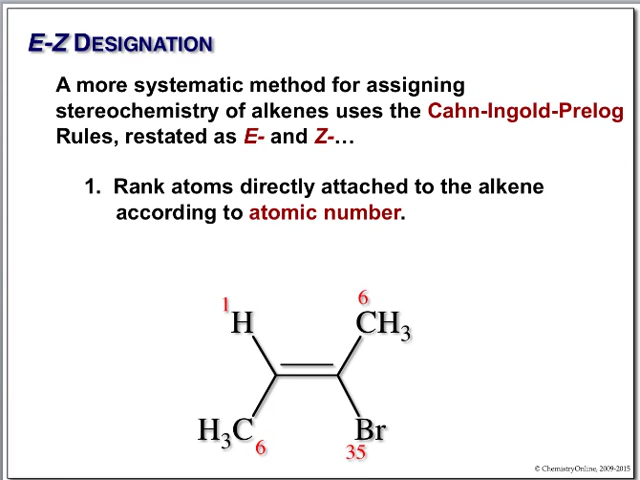 E-Z DESIGNATION
A more systematic method for assigning
stereochemistry of alkenes uses the Cahn-Ingold-Prelog
Rules, restated as E- and Z-…
1. Rank atoms directly attached to the alkene
according to atomic number.
1 6
H CH3
H3C6 Br
35
© ChemistryOnline, 2009-2015